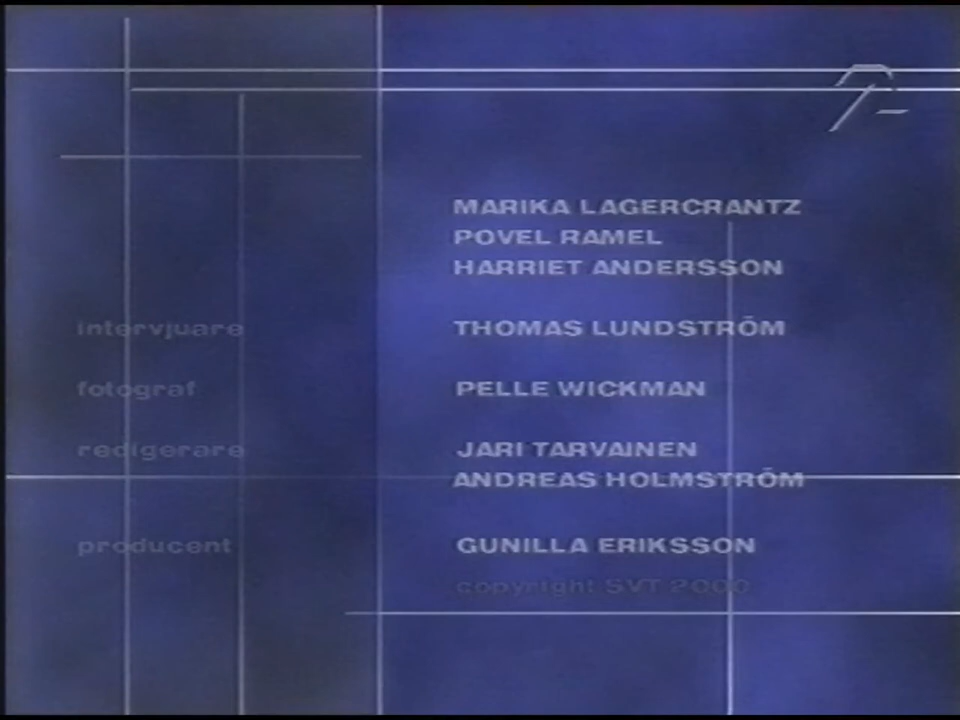 MARIKA LAGERCRANTZ
POVEL RAMEL
HARRIET ANDERSSON
intervjuare THOMAS LUNDSTRÖM
fotograf PELLE WICKMAN
redigerare JARI TARVAINEN
ANDREAS HOLMSTRÖM
producent GUNILLA ERIKSSON
copyright SVT 2000